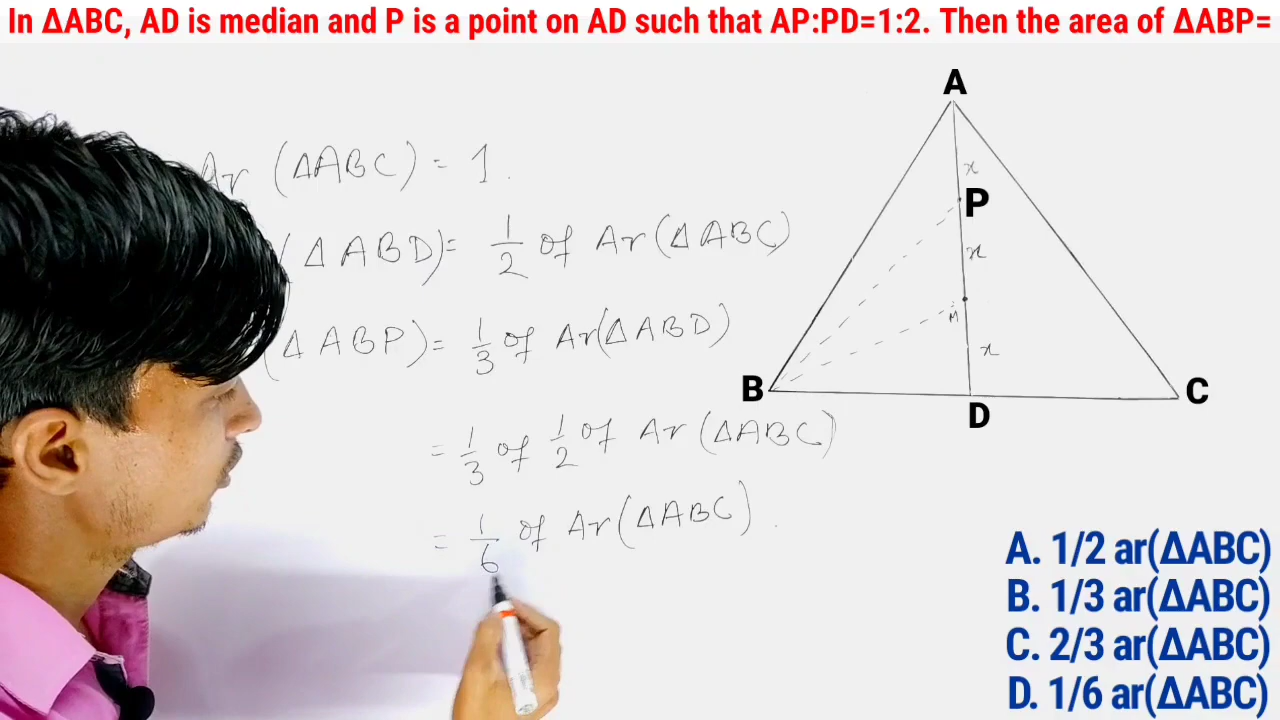 In ΔABC, AD is median and P is a point on AD such that AP:PD=1:2. Then the area of ΔABP=
Ar (ΔABC) = 1.
(ΔABD) = 1/2 of Ar(ΔABC)
(ΔABP) = 1/3 of Ar(ΔABD)
= 1/3 of 1/2 of Ar(ΔABC)
= 1/6 of Ar(ΔABC).
A
x
P
x
M
x
B
D
C
A. 1/2 ar(ΔABC)
B. 1/3 ar(ΔABC)
C. 2/3 ar(ΔABC)
D. 1/6 ar(ΔABC)